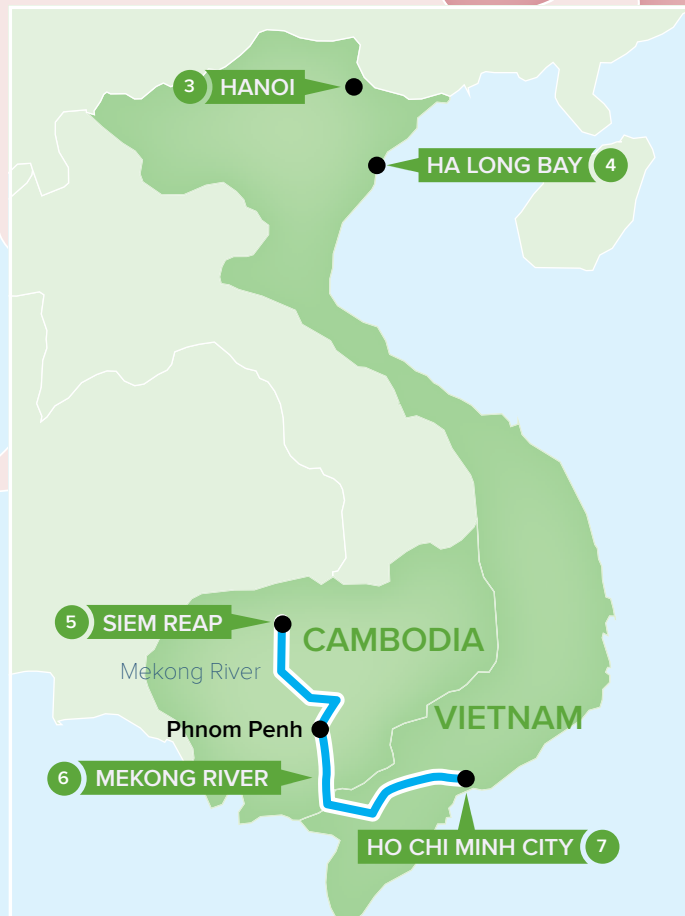 3 HANOI
HA LONG BAY 4
5 SIEM REAP
CAMBODIA
Mekong River
VIETNAM
Phnom Penh
6 MEKONG RIVER
HO CHI MINH CITY 7